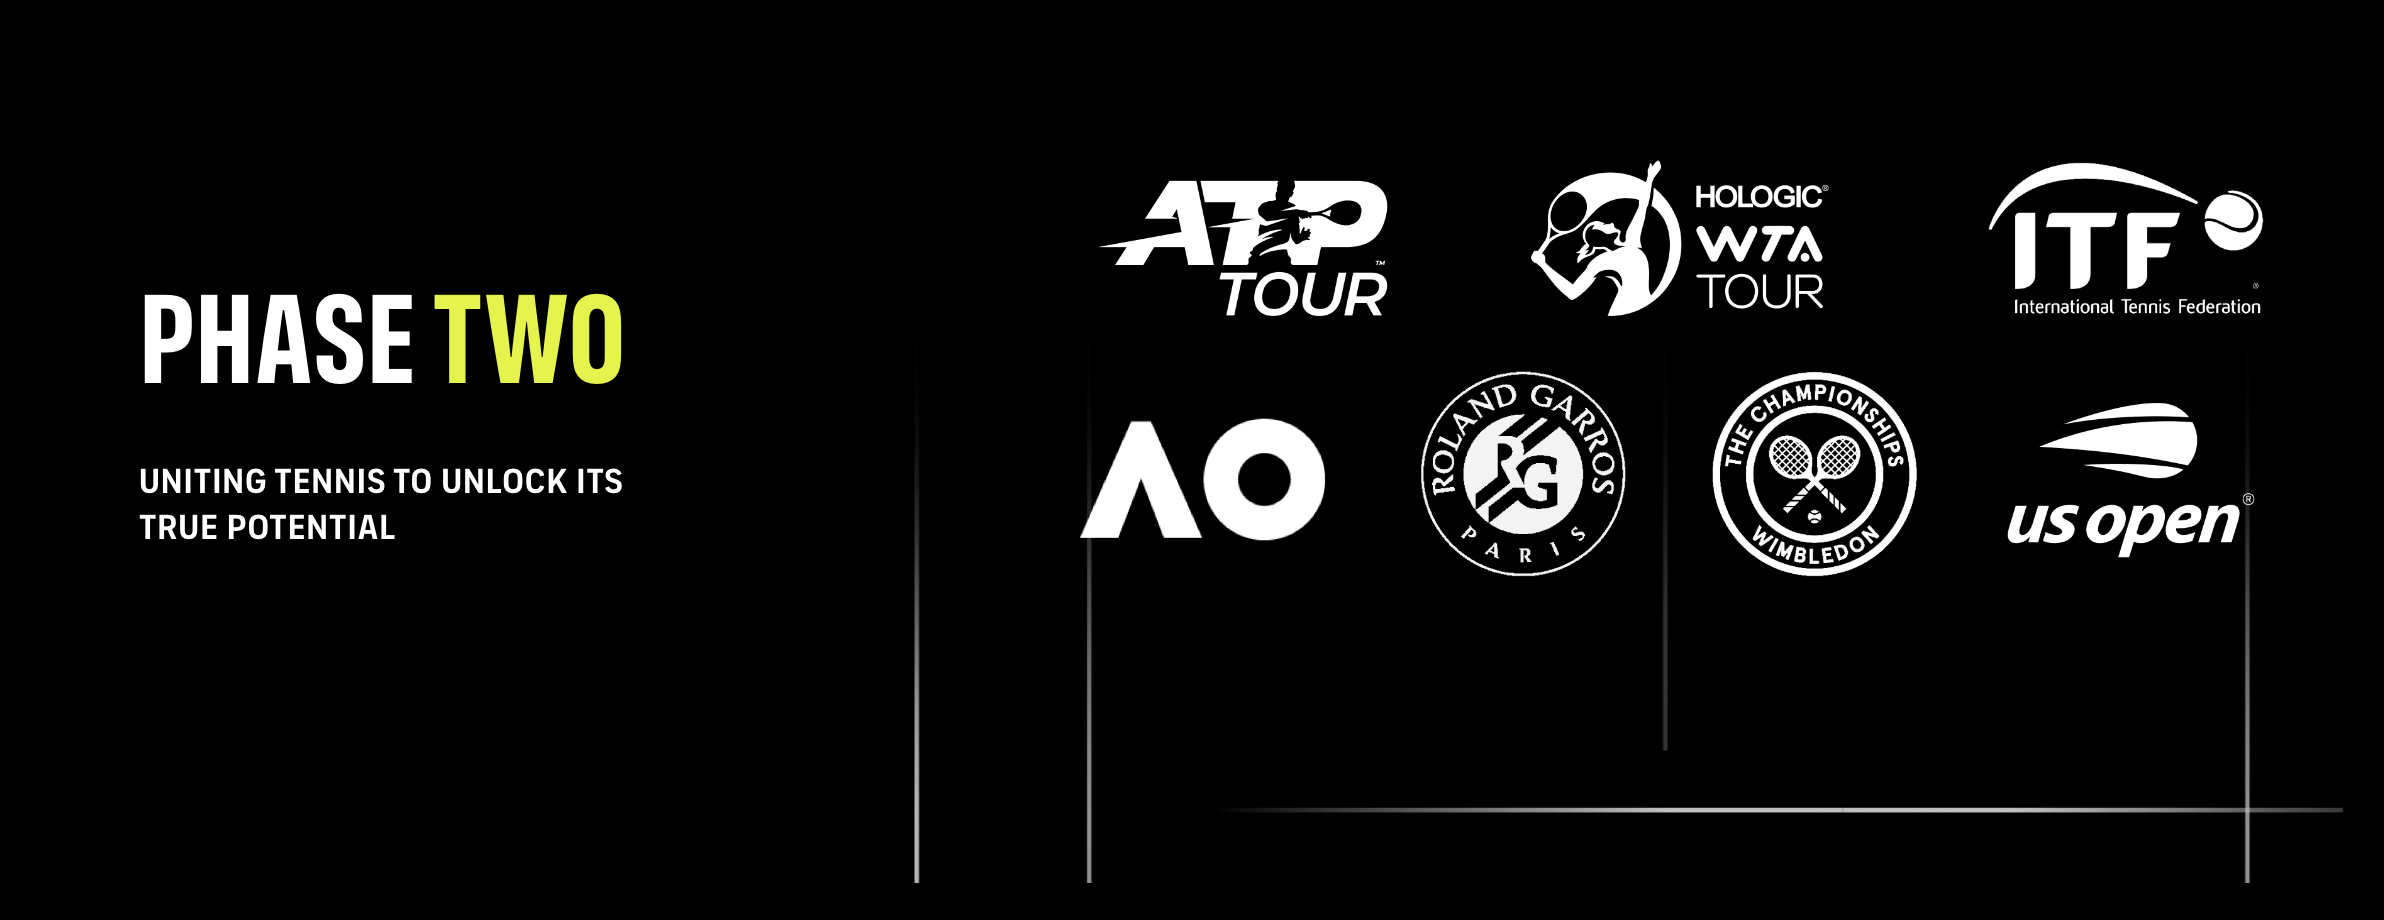 PHASE TWO
UNITING TENNIS TO UNLOCK ITS
TRUE POTENTIAL
ATP
™
TOUR
HOLOGIC®
WTA
TOUR
ITF
®
International Tennis Federation
AO
ROLAND GARROS
RG
PARIS
THE CHAMPIONSHIPS
WIMBLEDON
us open®